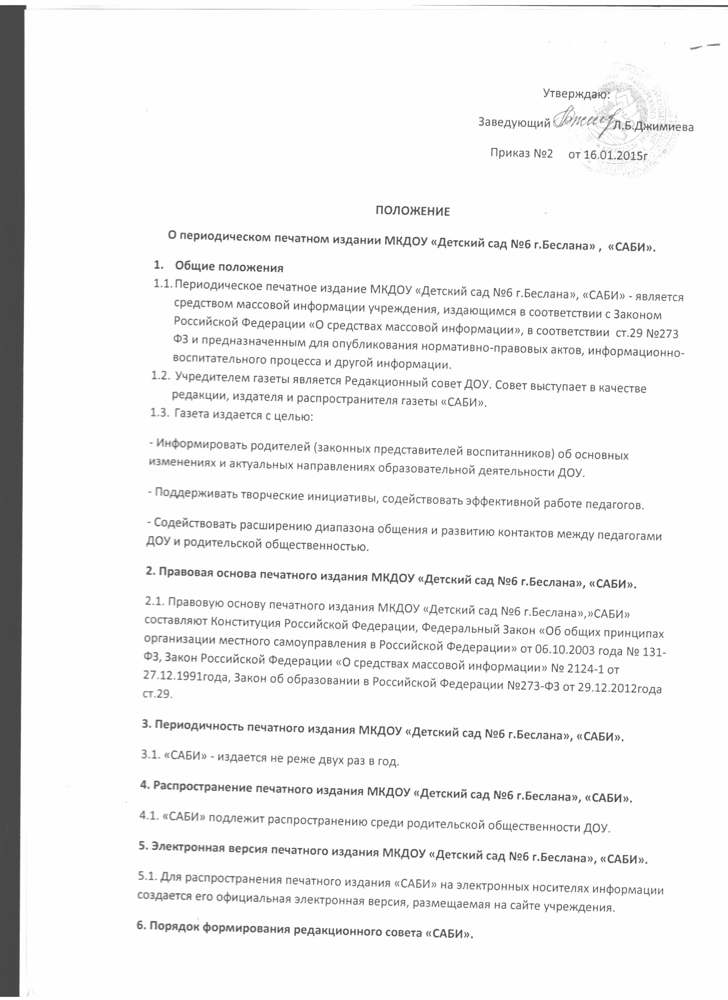 Утверждаю:
Заведующий Л.Б.Джимиева
Приказ №2 от 16.01.2015г
ПОЛОЖЕНИЕ
О периодическом печатном издании МКДОУ «Детский сад №6 г.Беслана» , «САБИ».
1. Общие положения
1.1. Периодическое печатное издание МКДОУ «Детский сад №6 г.Беслана», «САБИ» - является
средством массовой информации учреждения, издающимся в соответствии с Законом
Российской Федерации «О средствах массовой информации», в соответствии ст.29 №273
ФЗ и предназначенным для опубликования нормативно-правовых актов, информационно-
воспитательного процесса и другой информации.
1.2. Учредителем газеты является Редакционный совет ДОУ. Совет выступает в качестве
редакции, издателя и распространителя газеты «САБИ».
1.3. Газета издается с целью:
- Информировать родителей (законных представителей воспитанников) об основных
изменениях и актуальных направлениях образовательной деятельности ДОУ.
- Поддерживать творческие инициативы, содействовать эффективной работе педагогов.
- Содействовать расширению диапазона общения и развитию контактов между педагогами
ДОУ и родительской общественностью.
2. Правовая основа печатного издания МКДОУ «Детский сад №6 г.Беслана», «САБИ».
2.1. Правовую основу печатного издания МКДОУ «Детский сад №6 г.Беслана»,»САБИ»
составляют Конституция Российской Федерации, Федеральный Закон «Об общих принципах
организации местного самоуправления в Российской Федерации» от 06.10.2003 года № 131-
ФЗ, Закон Российской Федерации «О средствах массовой информации» № 2124-1 от
27.12.1991года, Закон об образовании в Российской Федерации №273-ФЗ от 29.12.2012года
ст.29.
3. Периодичность печатного издания МКДОУ «Детский сад №6 г.Беслана», «САБИ».
3.1. «САБИ» - издается не реже двух раз в год.
4. Распространение печатного издания МКДОУ «Детский сад №6 г.Беслана», «САБИ».
4.1. «САБИ» подлежит распространению среди родительской общественности ДОУ.
5. Электронная версия печатного издания МКДОУ «Детский сад №6 г.Беслана», «САБИ».
5.1. Для распространения печатного издания «САБИ» на электронных носителях информации
создается его официальная электронная версия, размещаемая на сайте учреждения.
6. Порядок формирования редакционного совета «САБИ».